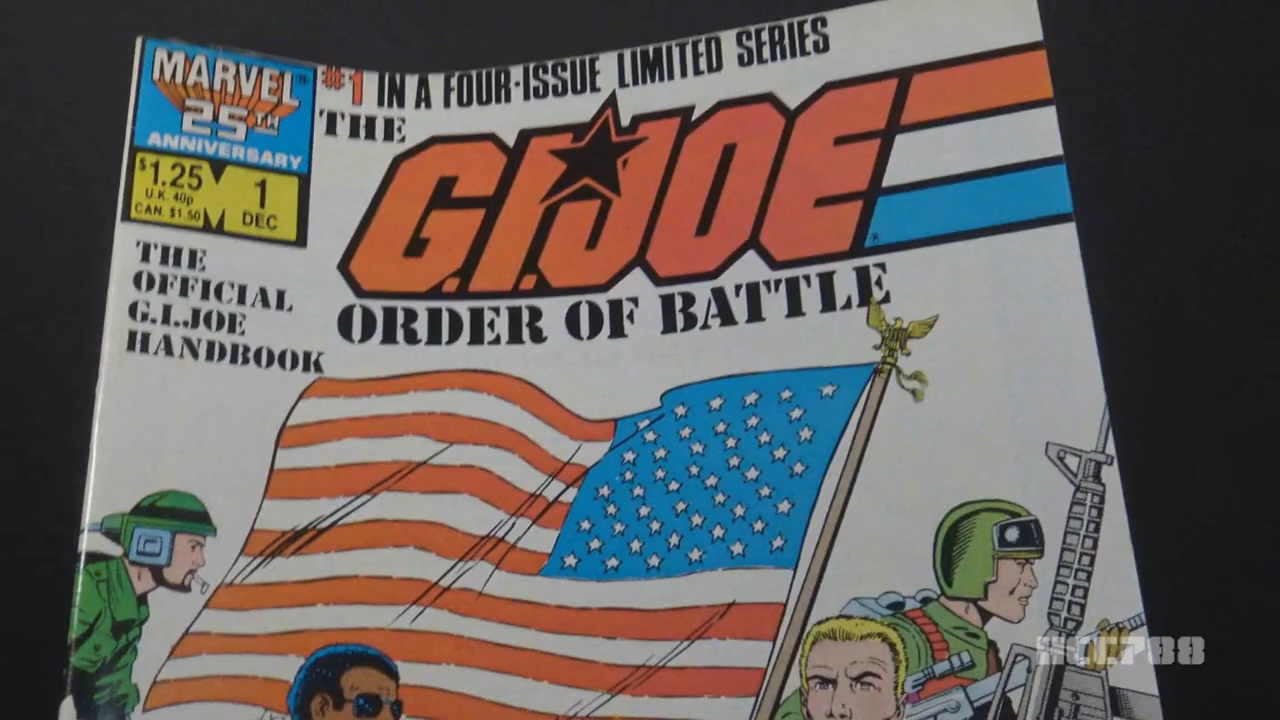 MARVEL®
25TH
ANNIVERSARY
$1.25
U.K. 40p
CAN. $1.50
1
DEC
#1 IN A FOUR-ISSUE LIMITED SERIES
THE
G.I.JOE
®
ORDER OF BATTLE
THE
OFFICIAL
G.I.JOE
HANDBOOK
HCC788